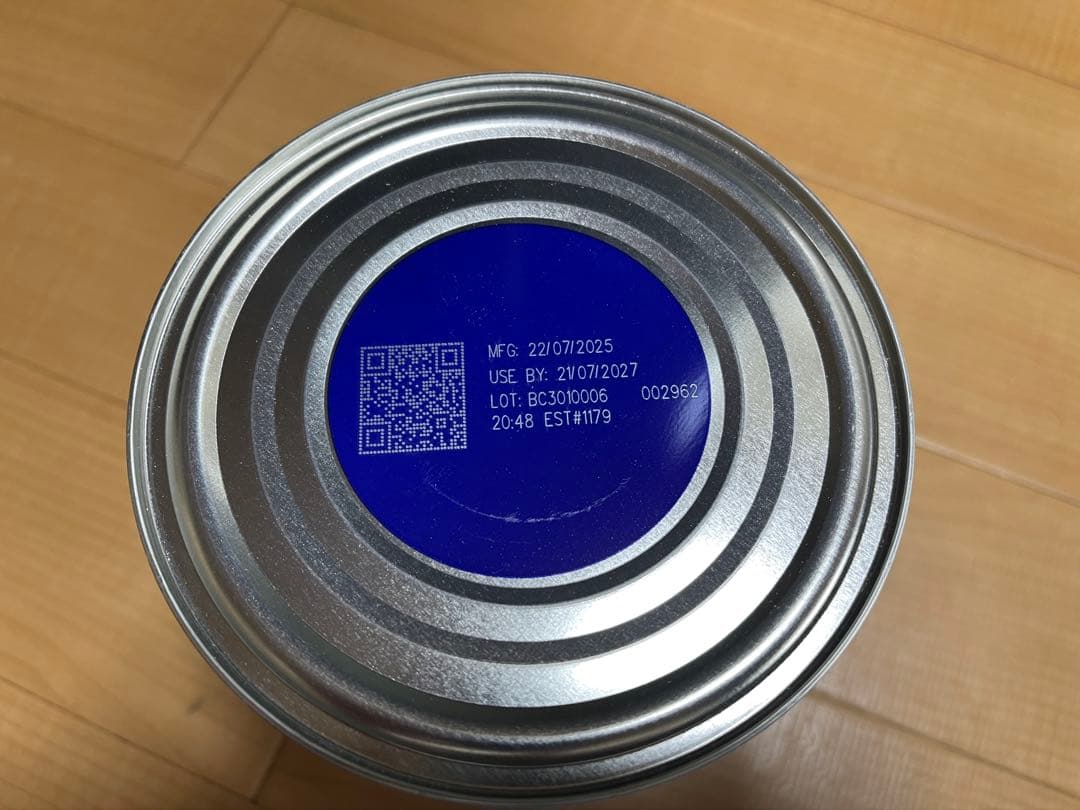 MFG: 22/07/2025
USE BY: 21/07/2027
LOT: BC3010006 002962
20:48 EST#1179